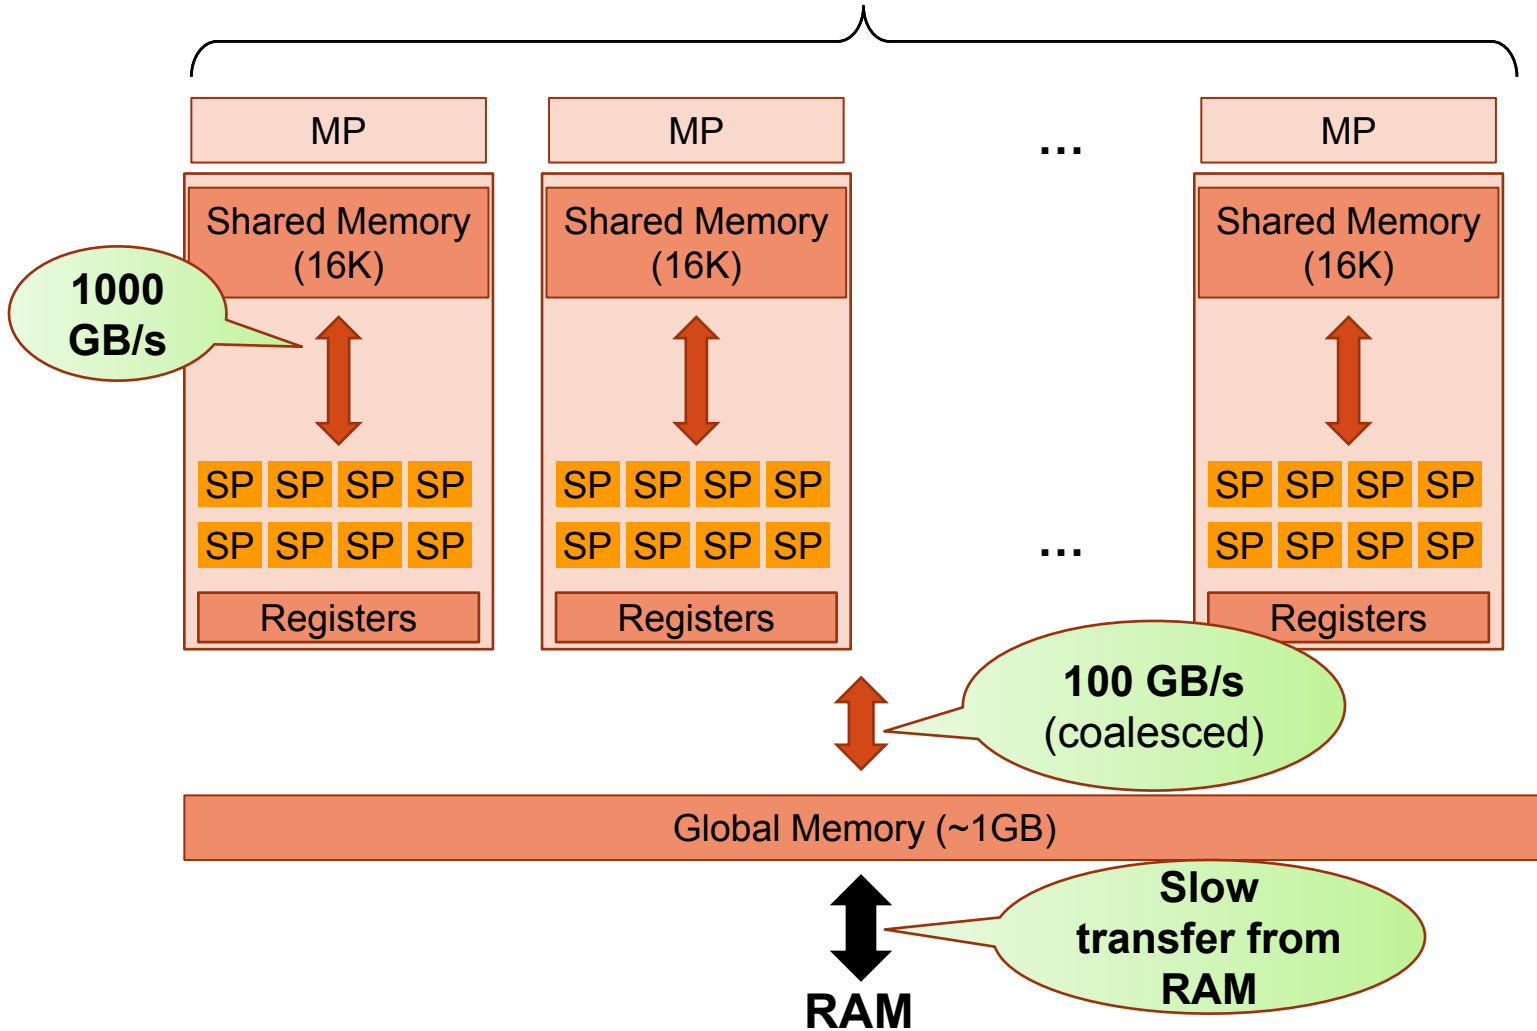 MP
MP
...
MP
Shared Memory
(16K)
Shared Memory
(16K)
Shared Memory
(16K)
1000
GB/s
SP SP SP SP
SP SP SP SP
SP SP SP SP
SP SP SP SP
SP SP SP SP
...
SP SP SP SP
Registers
Registers
Registers
100 GB/s
(coalesced)
Global Memory (~1GB)
Slow
transfer from
RAM
RAM